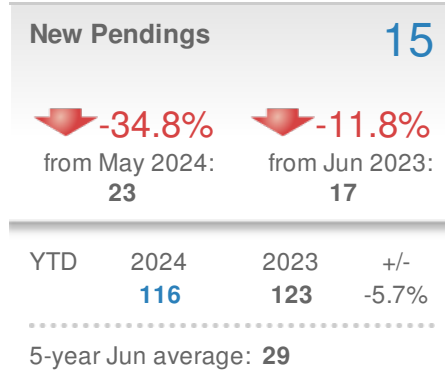 New Pendings 15
-34.8% -11.8%
from May 2024: from Jun 2023:
23 17
YTD 2024 2023 +/-
116 123 -5.7%
5-year Jun average: 29